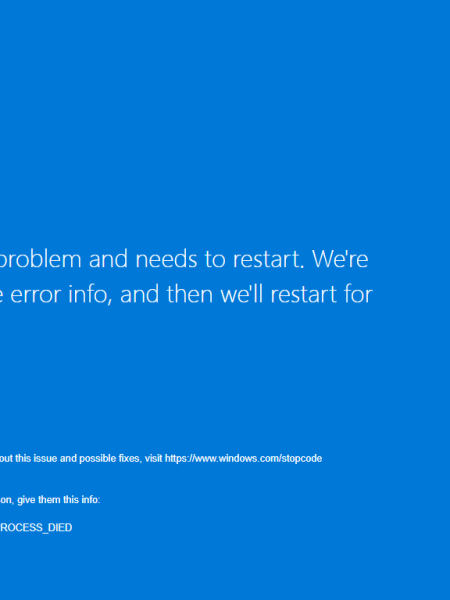 problem and needs to restart. We're
error info, and then we'll restart for
out this issue and possible fixes, visit https://www.windows.com/stopcode
on, give them this info:
ROCESS_DIED